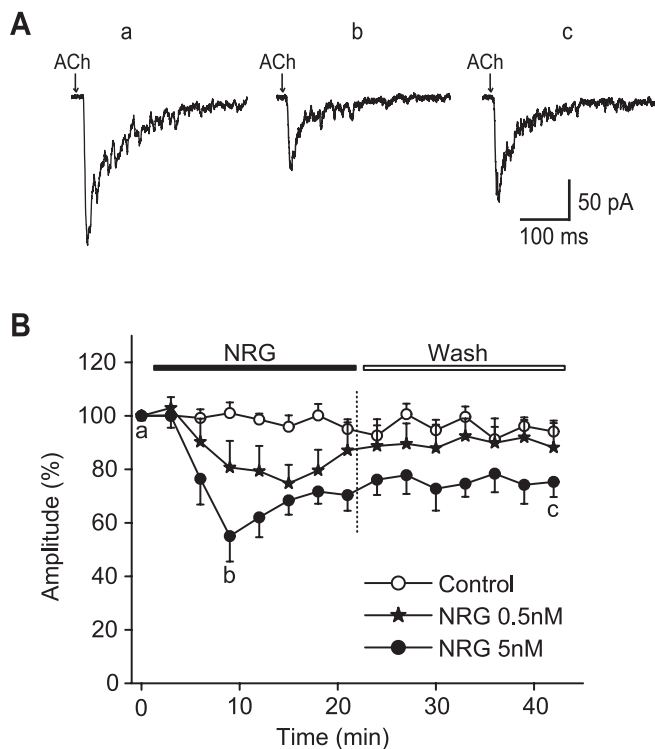 A
a
b
c
ACh
ACh
ACh
50 pA
100 ms
B
NRG
Wash
120
100
80
60
40
20
0
Amplitude (%)
a
b
c
Control
NRG 0.5nM
NRG 5nM
0
10
20
30
40
Time (min)